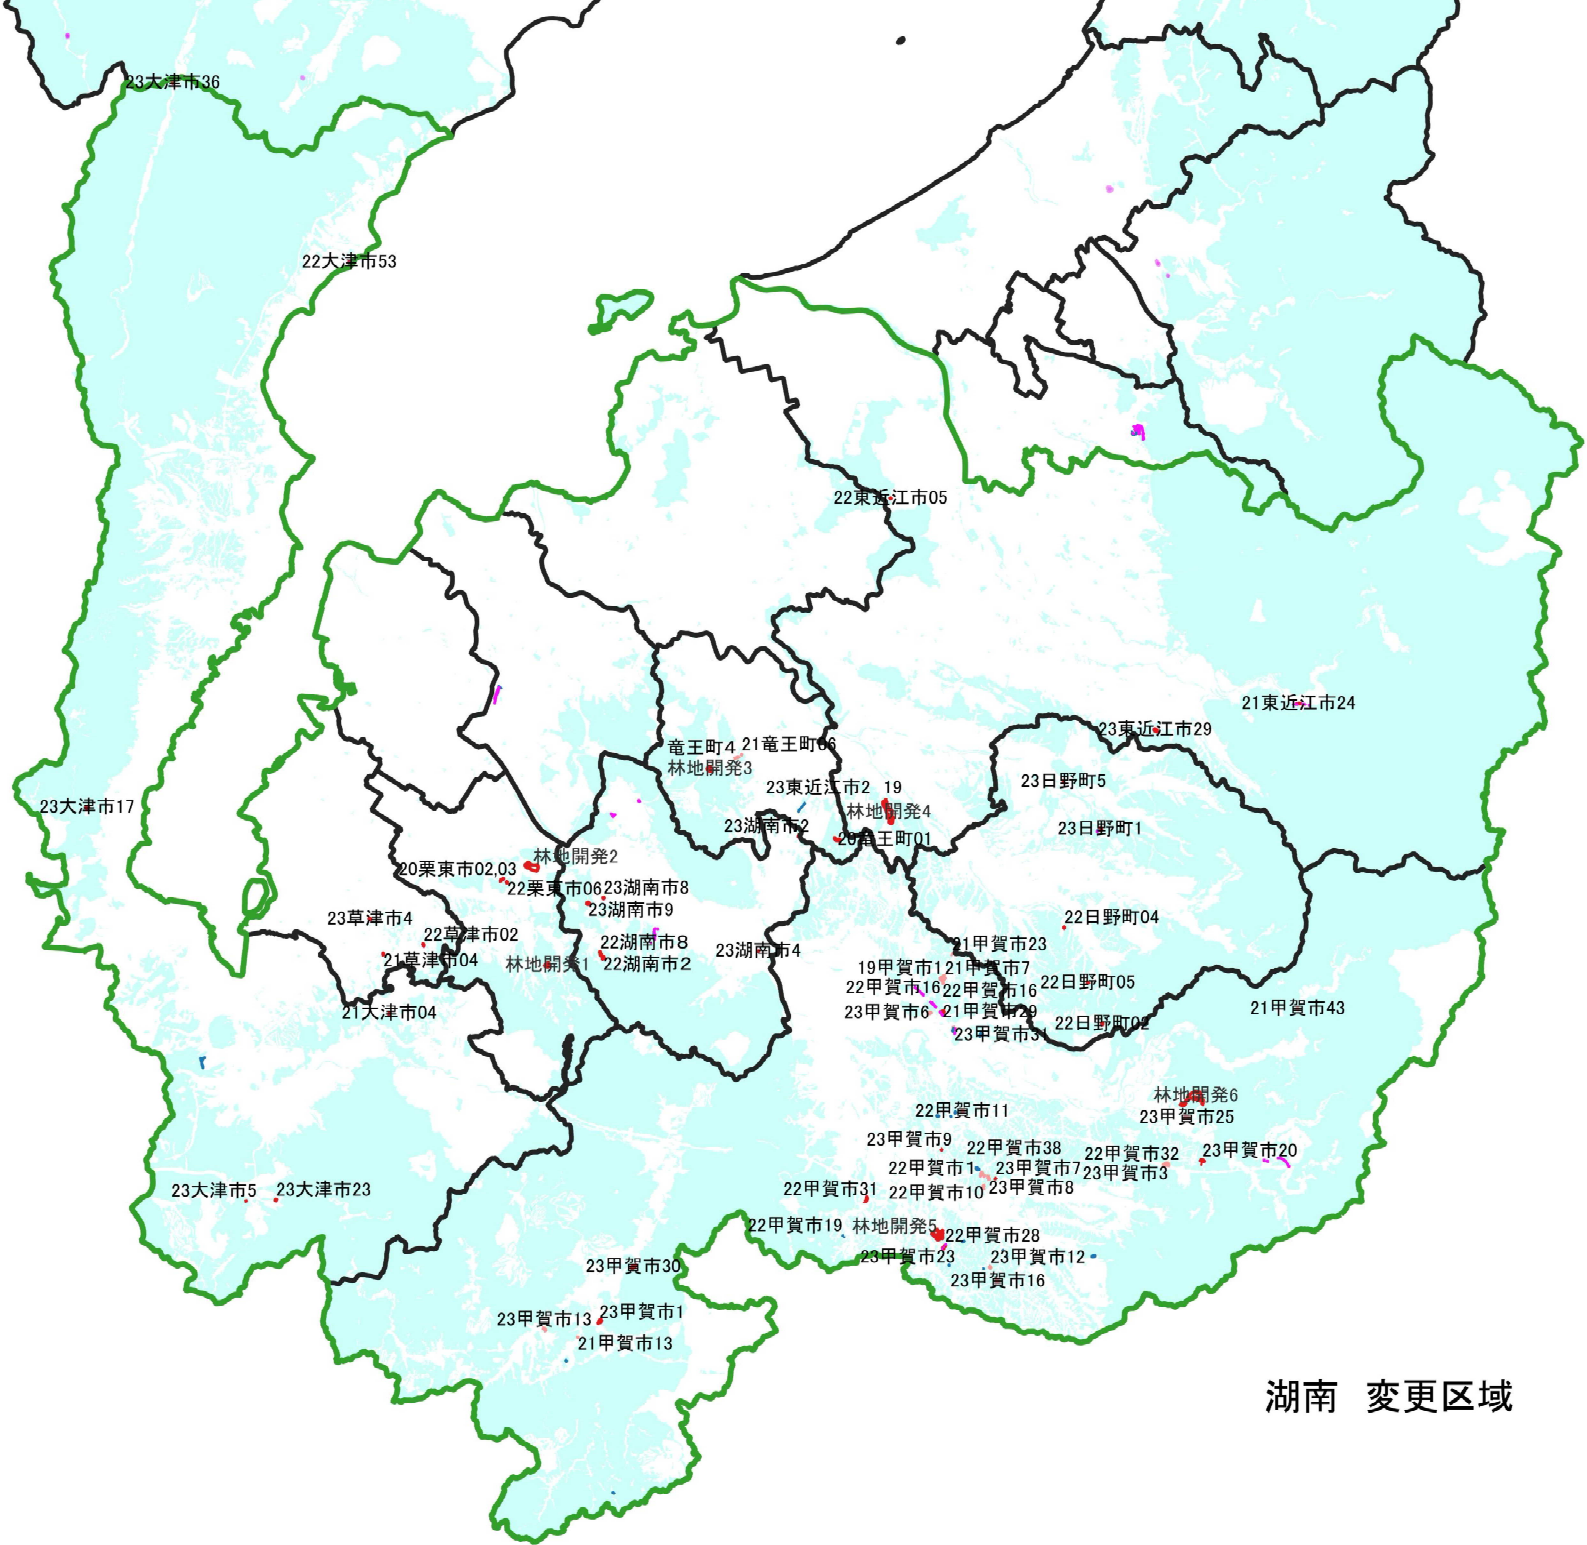 23大津市36
22大津市53
22東近江市05
21東近江市24
23東近江市29
竜王町4 21竜王町06
林地開発3
23日野町5
23東近江市2 19
23大津市17
林地開発4
23湖南市2
23日野町1
20竜王町01
林地開発2
20栗東市02,03
22栗東市06 23湖南市8
23湖南市9
23草津市4
22日野町04
22草津市02
22湖南市8
21甲賀市23
23湖南市4
21草津市04
林地開発1 22湖南市2
19甲賀市12 21甲賀市7
22甲賀市16 22甲賀市16
22日野町05
21大津市04
23甲賀市6 21甲賀市29
21甲賀市43
22日野町02
23甲賀市31
林地開発6
22甲賀市11
23甲賀市25
23甲賀市9
22甲賀市38
22甲賀市32 23甲賀市20
22甲賀市1 23甲賀市7
23甲賀市3
23大津市5 23大津市23
22甲賀市31 22甲賀市10 23甲賀市8
22甲賀市19 林地開発5
22甲賀市28
23甲賀市23 23甲賀市12
23甲賀市30
23甲賀市16
23甲賀市13 23甲賀市1
21甲賀市13
湖南 変更区域